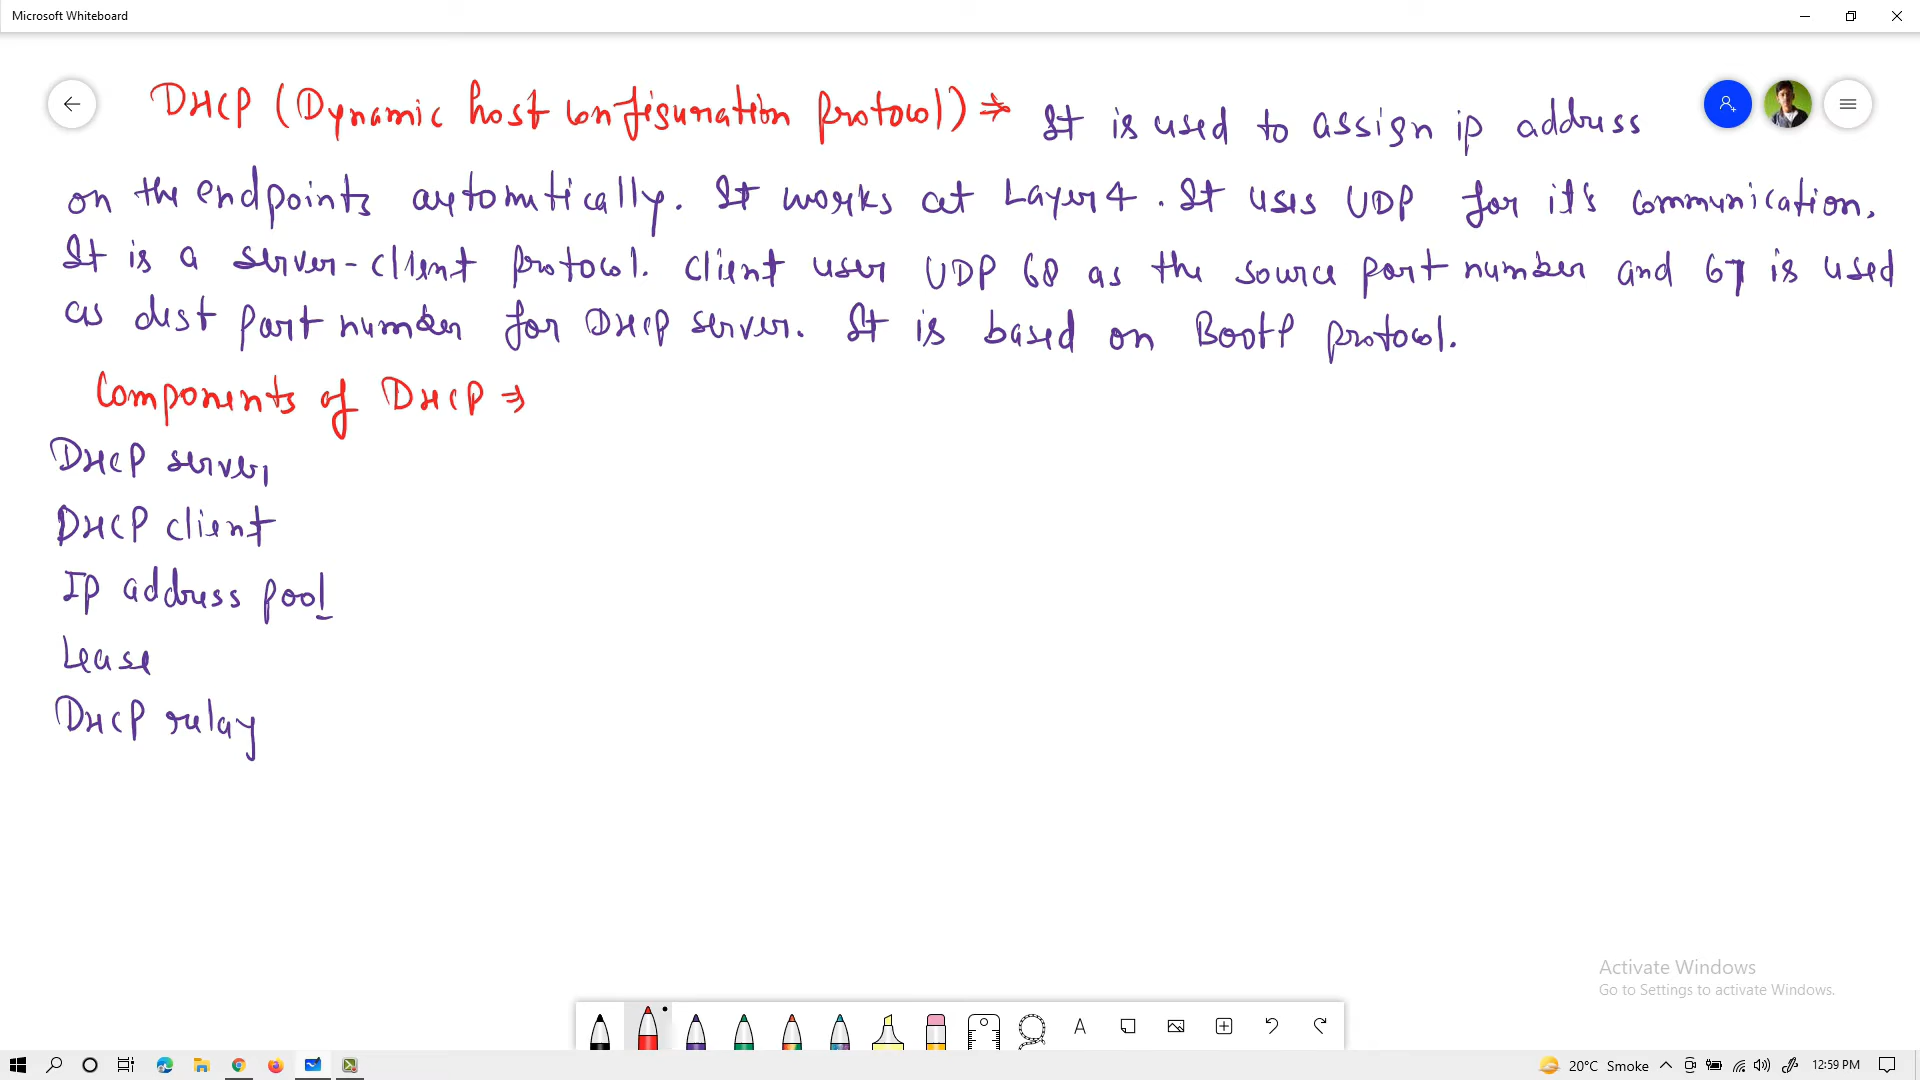 Microsoft Whiteboard
DHCP (Dynamic host configuration protocol) ⇒ It is used to assign ip address
on the endpoints automtically. It works at Layer 4. It uses UDP for it's communication.
It is a server-client protocol. Client user UDP 68 as the source port number and 67 is used
as dest port number for DHCP server. It is based on BootP protocol.
Components of DHCP ⇒
DHCP server,
DHCP client
Ip address pool
Lease
DHCP relay
Activate Windows
Go to Settings to activate Windows.
A
20°C Smoke 12:59 PM